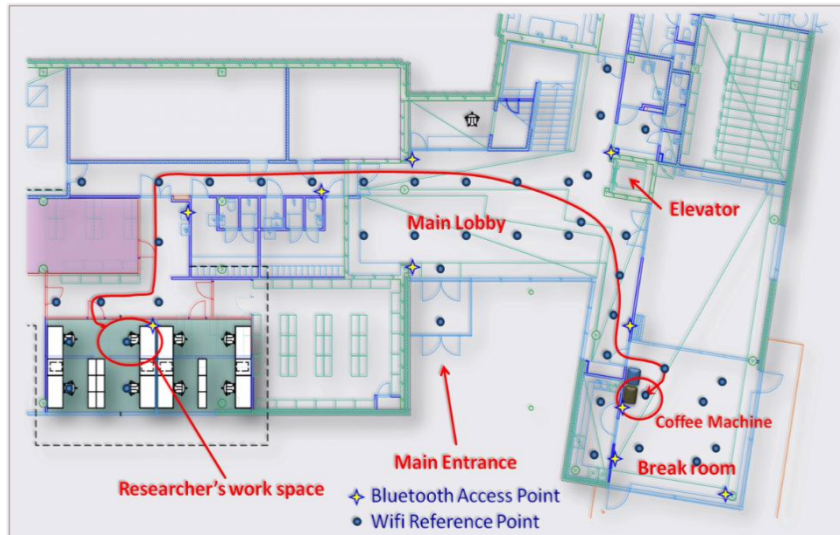 Elevator
Main Lobby
Coffee Machine
Main Entrance
Break room
Researcher's work space
Bluetooth Access Point
Wifi Reference Point